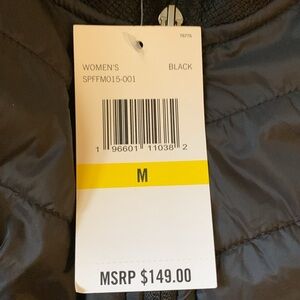 WOMEN'S BLACK
SPFFM015-001
1 96601 11038 2
M
MSRP $149.00